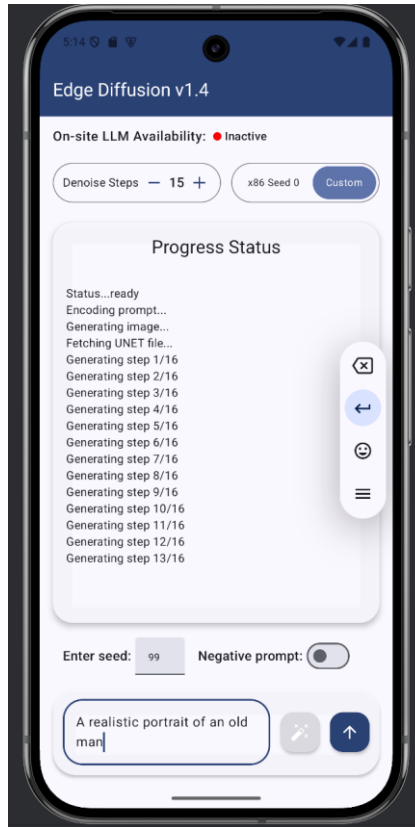 5:14
Edge Diffusion v1.4
On-site LLM Availability: Inactive
Denoise Steps — 15 + x86 Seed 0 Custom
Progress Status
Status...ready
Encoding prompt...
Generating image...
Fetching UNET file...
Generating step 1/16
Generating step 2/16
Generating step 3/16
Generating step 4/16
Generating step 5/16
Generating step 6/16
Generating step 7/16
Generating step 8/16
Generating step 9/16
Generating step 10/16
Generating step 11/16
Generating step 12/16
Generating step 13/16
Enter seed: 99 Negative prompt:
A realistic portrait of an old
man